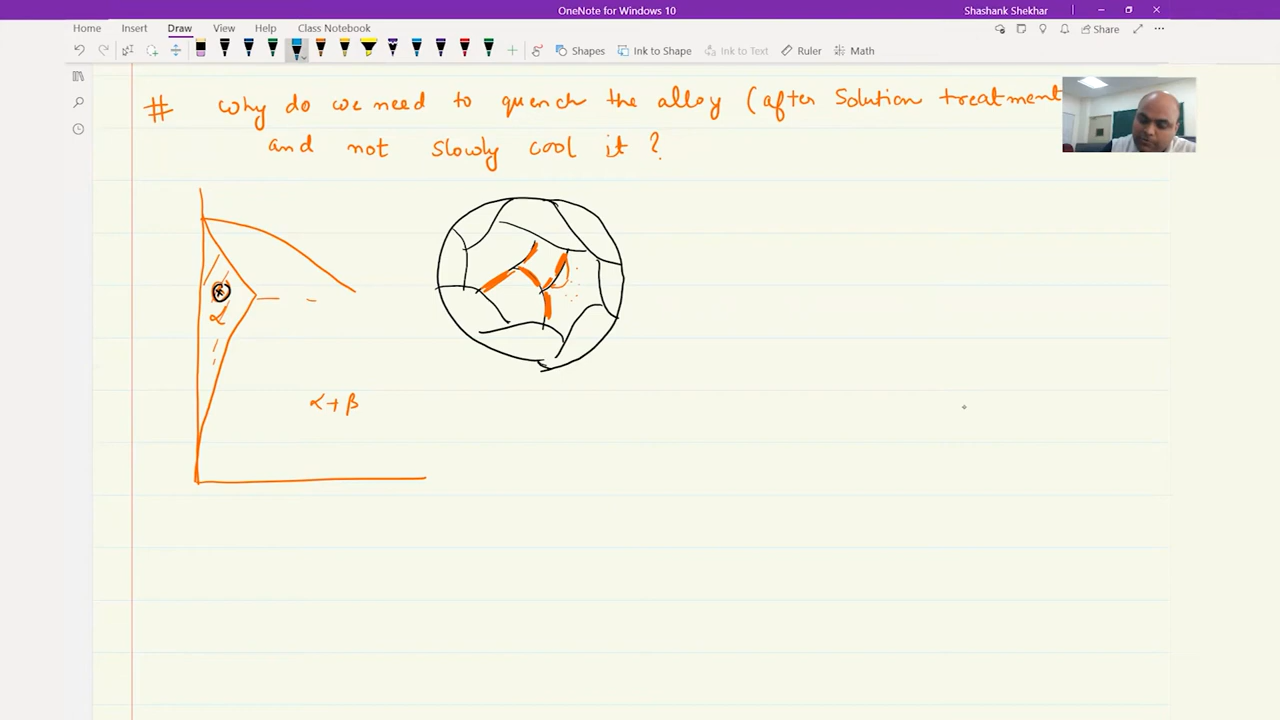 OneNote for Windows 10
Shashank Shekhar
Home Insert Draw View Help Class Notebook
Share
Shapes Ink to Shape Ink to Text Ruler Math
# Why do we need to quench the alloy (after Solution treatment
and not slowly cool it ?
α
α+β